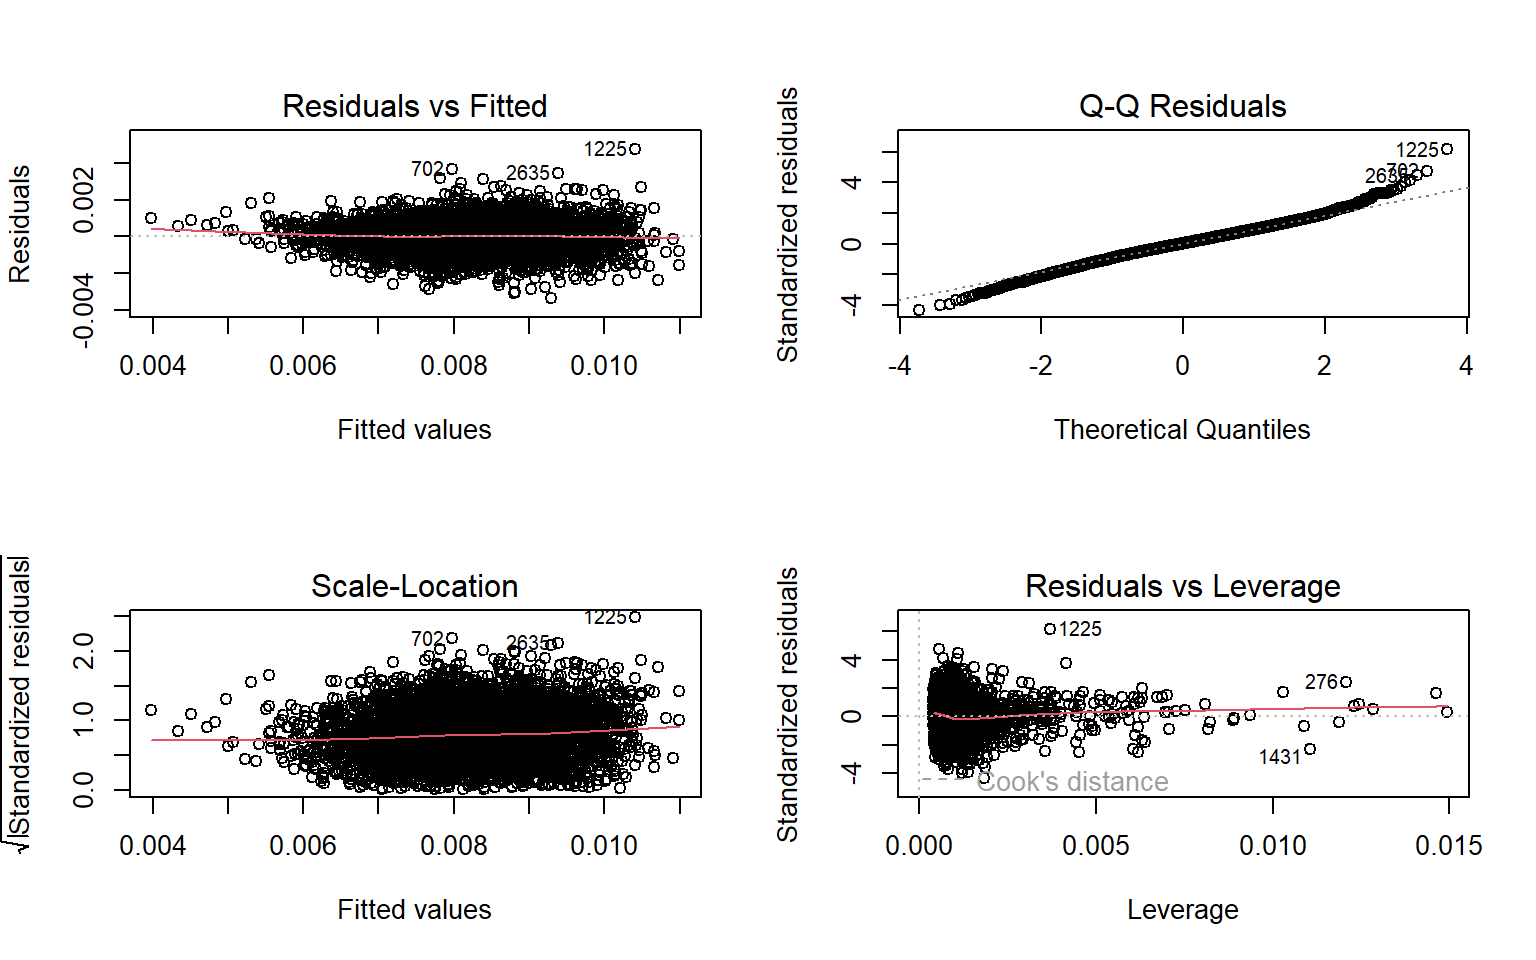 Residuals vs Fitted
Residuals
0.002
-0.004
1225
702
2635
0.004 0.006 0.008 0.010
Fitted values
Q-Q Residuals
Standardized residuals
4
0
-4
1225
702
2635
-4 -2 0 2 4
Theoretical Quantiles
Scale-Location
√|Standardized residuals|
2.0
1.0
0.0
1225
702
2635
0.004 0.006 0.008 0.010
Fitted values
Residuals vs Leverage
Standardized residuals
4
0
-4
1225
276
1431
Cook's distance
0.000 0.005 0.010 0.015
Leverage